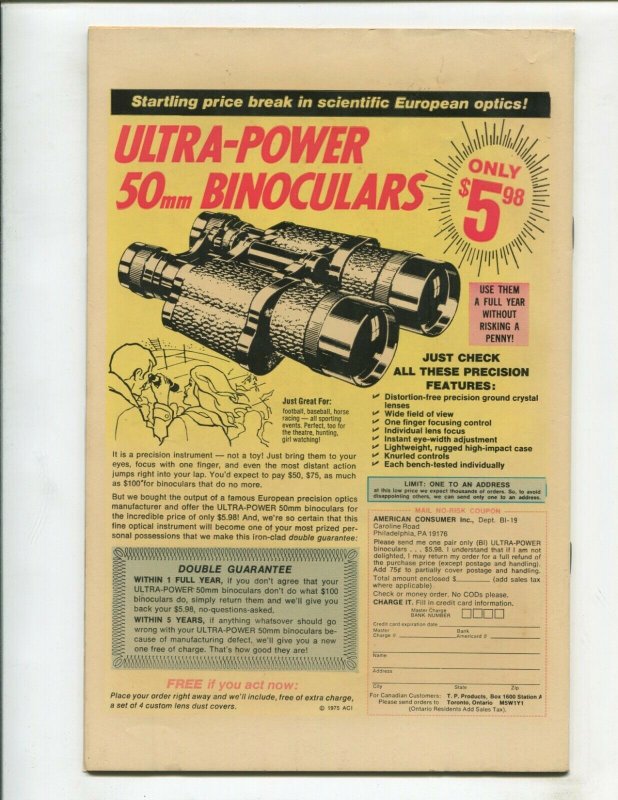 Startling price break in scientific European optics!
ULTRA-POWER
50mm BINOCULARS
ONLY
$5 98
USE THEM
A FULL YEAR
WITHOUT
RISKING A
PENNY!
JUST CHECK
ALL THESE PRECISION
FEATURES:
Distortion-free precision ground crystal
lenses
Wide field of view
One finger focusing control
Individual lens focus
Instant eye-width adjustment
Lightweight, rugged high-impact case
Knurled controls
Each bench-tested individually
Just Great For:
football, baseball, horse
racing — all sporting
events. Perfect, too for
the theatre, hunting,
girl watching!
It is a precision instrument — not a toy! Just bring them to your
eyes, focus with one finger, and even the most distant action
jumps right into your lap. You'd expect to pay $50, $75, as much
as $100 for binoculars that do no more.
But we bought the output of a famous European precision optics
manufacturer and offer the ULTRA-POWER 50mm binoculars for
the incredible price of only $5.98! And, we're so certain that this
fine optical instrument will become one of your most prized per-
sonal possessions that we make this iron-clad double guarantee:
DOUBLE GUARANTEE
WITHIN 1 FULL YEAR, if you don't agree that your
ULTRA-POWER 50mm binoculars don't do what $100
binoculars do, simply return them and we'll give you
back your $5.98, no-questions-asked.
WITHIN 5 YEARS, if anything whatsoever should go
wrong with your ULTRA-POWER 50mm binoculars be-
cause of manufacturing defect, we'll give you a new
one free of charge. That's how good they are!
FREE if you act now:
Place your order right away and we'll include, free of extra charge,
a set of 4 custom lens dust covers.
© 1975 ACI
LIMIT: ONE TO AN ADDRESS
at this low price we expect thousands of orders. So, to avoid
disappointing others, we can send only one to an address.
MAIL NO-RISK COUPON
AMERICAN CONSUMER Inc., Dept. BI-19
Caroline Road
Philadelphia, PA 19176
Please send me one pair only (BI) ULTRA-POWER
binoculars . . . $5.98. I understand that if I am not
delighted, I may return my order for a full refund of
the purchase price (except postage and handling).
Add 75¢ to partially cover postage and handling.
Total amount enclosed $ (add sales tax
where applicable).
Check or money order. No CODs please.
CHARGE IT. Fill in credit card information.
Master Charge
BANK NUMBER
Credit card expiration date
Master
Charge #
Bank
Americard #
Name
Address
City State Zip
For Canadian Customers: T. P. Products, Box 1600 Station A
Please send orders to Toronto, Ontario M5W1Y1
(Ontario Residents Add Sales Tax).